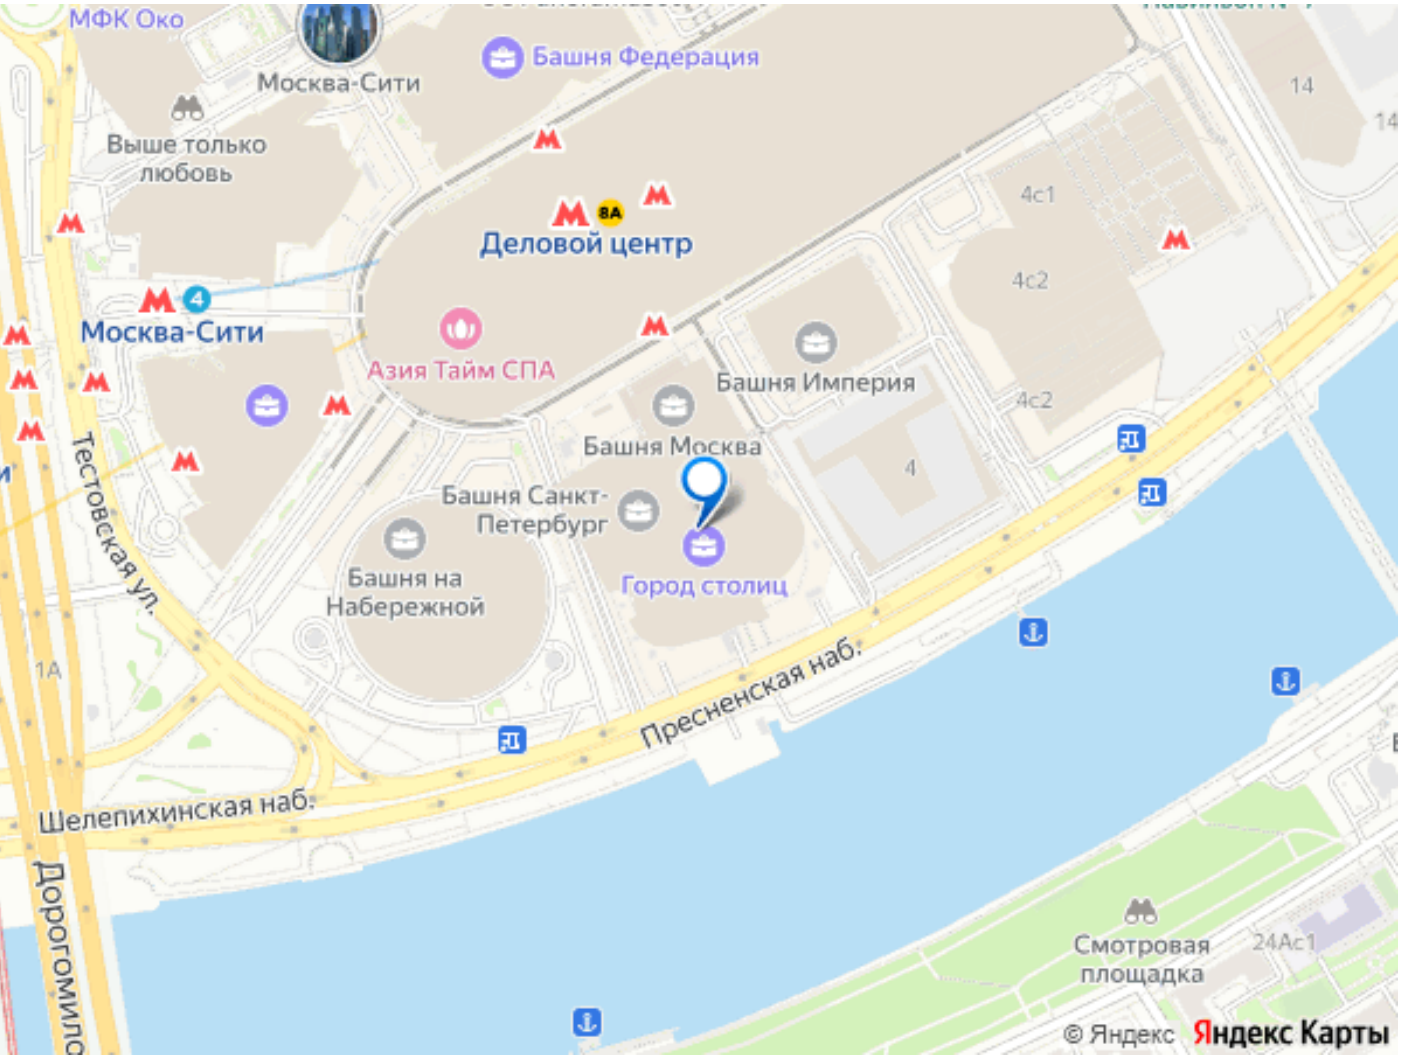 МФК Око
Москва-Сити
Башня Федерация
14
14
Выше только
любовь
4с1
8А
Деловой центр
4с2
4
Москва-Сити
Азия Тайм СПА
Башня Империя
4с2
Башня Москва
4
Башня Санкт-
Петербург
Тестовская ул.
Башня на
Набережной
Город столиц
1А
Пресненская наб.
Шелепихинская наб.
Дорогомило
Смотровая
площадка
24Ас1
© Яндекс Яндекс Карты